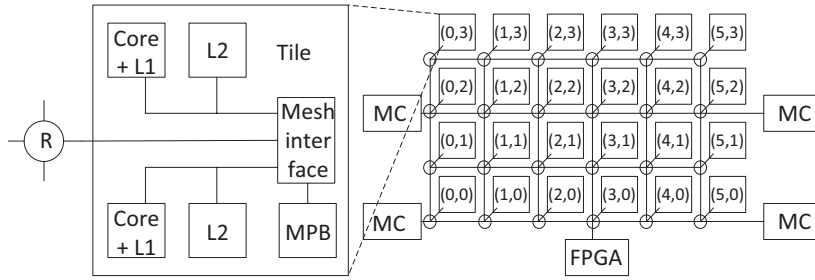 Core
+ L1
L2
Tile
Mesh
inter
face
R
Core
+ L1
L2
MPB
(0,3) (1,3) (2,3) (3,3) (4,3) (5,3)
(0,2) (1,2) (2,2) (3,2) (4,2) (5,2)
MC MC
(0,1) (1,1) (2,1) (3,1) (4,1) (5,1)
(0,0) (1,0) (2,0) (3,0) (4,0) (5,0)
MC MC
FPGA